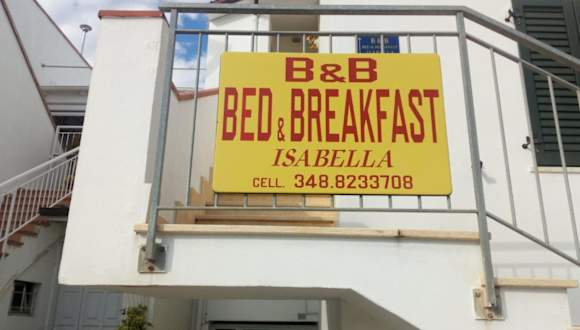 B&B
B&B
BED & BREAKFAST
ISABELLA
CELL. 348.8233708